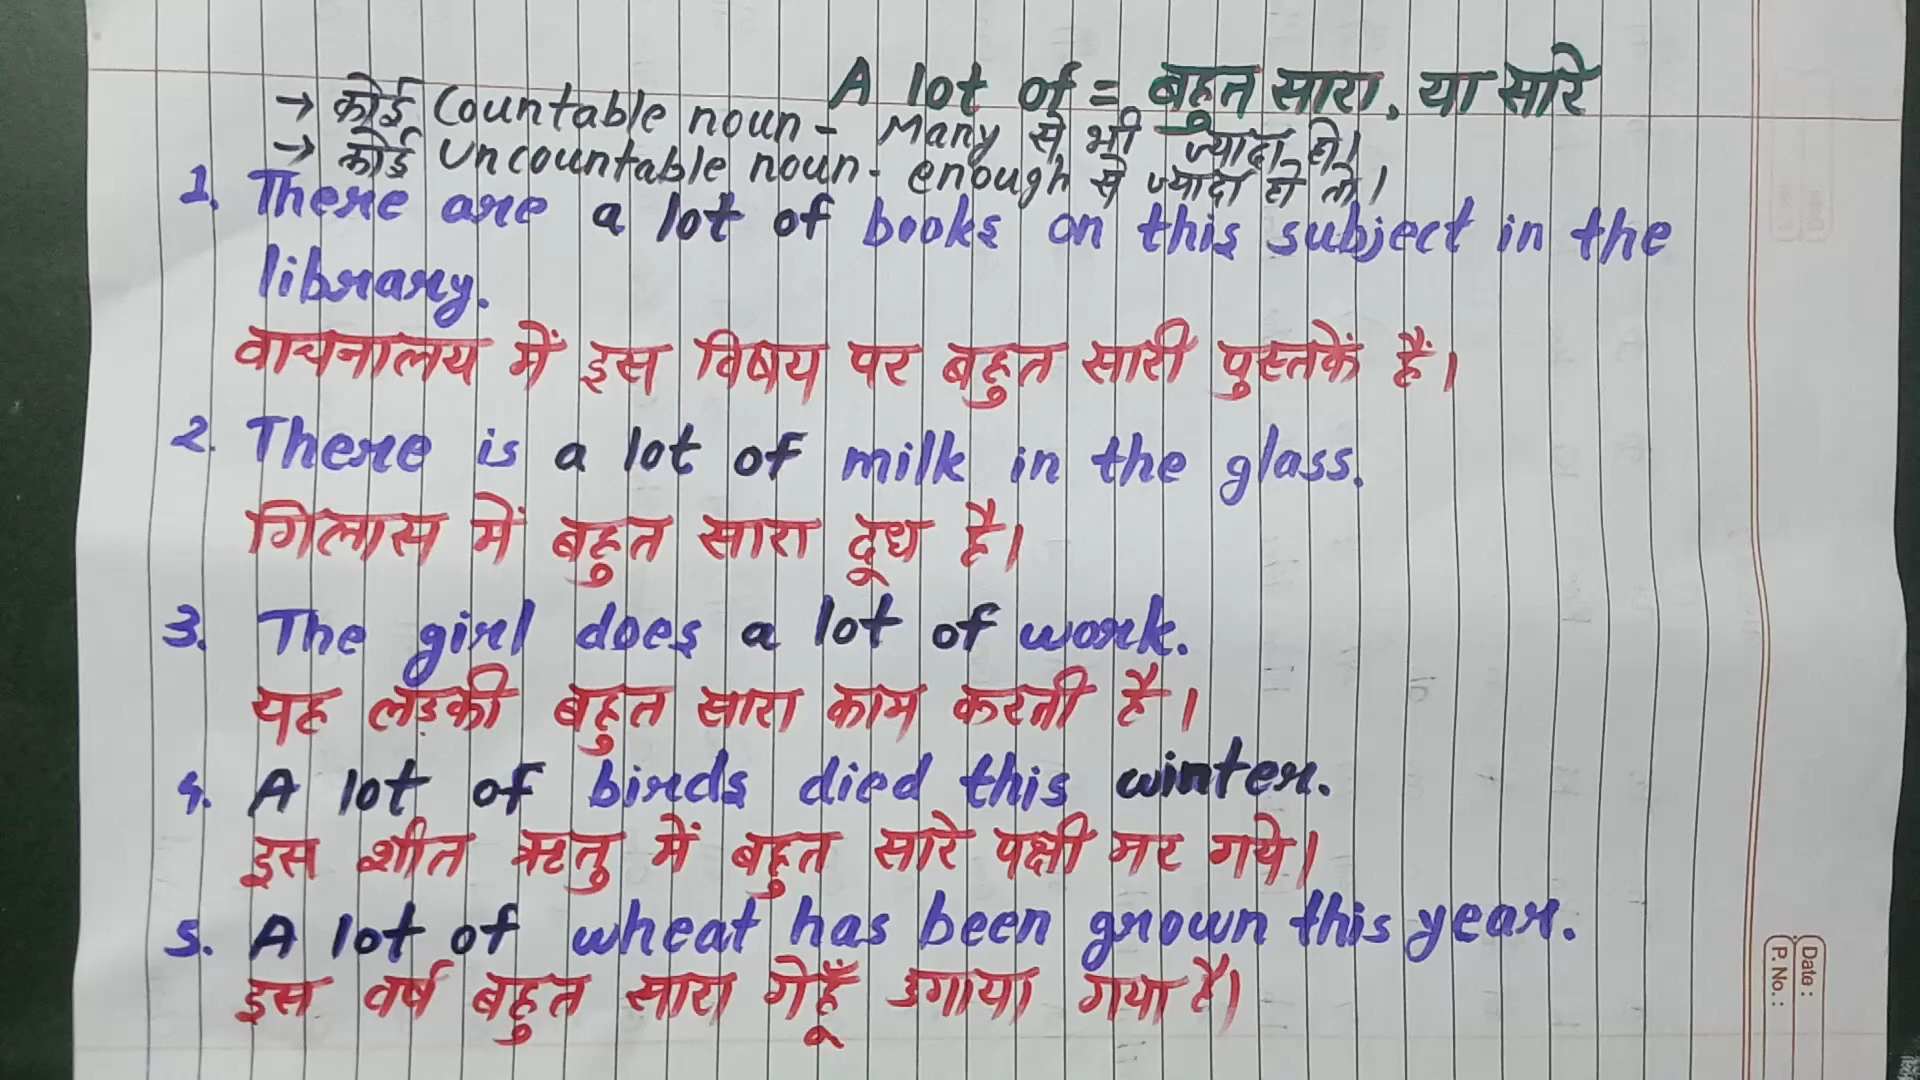 A lot of = बहुत सारा, या सारे
→ कोई Countable noun - Many से भी ज्यादा हो।
→ कोई Uncountable noun - enough से ज्यादा हो तो।
1. There are a lot of books on this subject in the
library.
वाचनालय में इस विषय पर बहुत सारी पुस्तकें हैं।
2. There is a lot of milk in the glass.
गिलास में बहुत सारा दूध है।
3. The girl does a lot of work.
यह लड़की बहुत सारा काम करती है।
4. A lot of birds died this winter.
इस शीत ऋतु में बहुत सारे पक्षी मर गये।
5. A lot of wheat has been grown this year.
इस वर्ष बहुत सारा गेहूँ उगाया गया है।
Date :
P. No. :